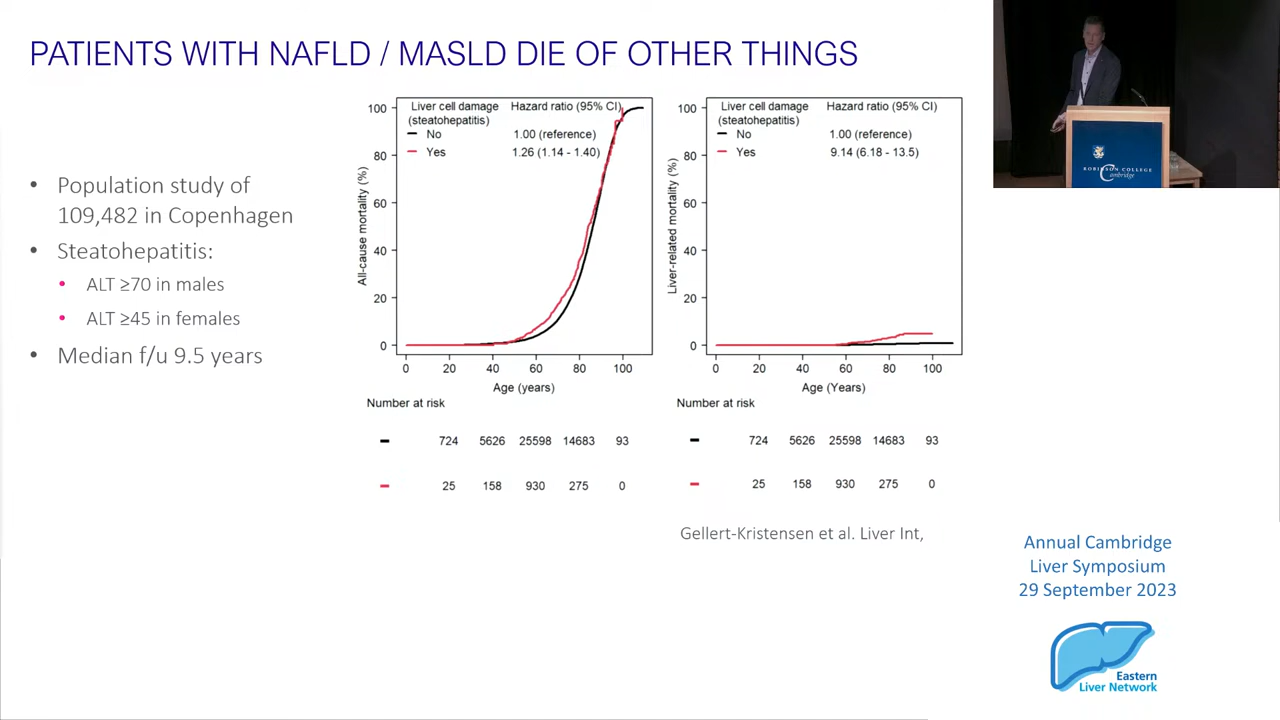 PATIENTS WITH NAFLD / MASLD DIE OF OTHER THINGS
• Population study of
109,482 in Copenhagen
• Steatohepatitis:
• ALT ≥70 in males
• ALT ≥45 in females
• Median f/u 9.5 years
All-cause mortality (%)
100
80
60
40
20
0
Liver cell damage Hazard ratio (95% CI)
(steatohepatitis)
No 1.00 (reference)
Yes 1.26 (1.14 - 1.40)
0 20 40 60 80 100
Age (years)
Number at risk
724 5626 25598 14683 93
25 158 930 275 0
Liver-related mortality (%)
100
80
60
40
20
0
Liver cell damage Hazard ratio (95% CI)
(steatohepatitis)
No 1.00 (reference)
Yes 9.14 (6.18 - 13.5)
0 20 40 60 80 100
Age (Years)
Number at risk
724 5626 25598 14683 93
25 158 930 275 0
Gellert-Kristensen et al. Liver Int,
ROBINSON COLLEGE
Cambridge
Annual Cambridge
Liver Symposium
29 September 2023
Eastern
Liver Network